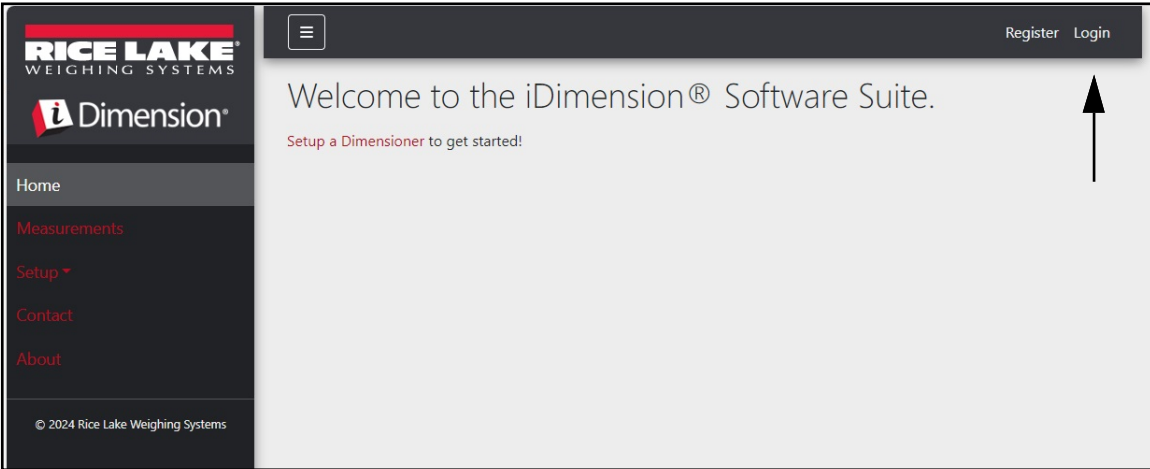 RICE LAKE®
WEIGHING SYSTEMS
i Dimension®
Home
Measurements
Setup
Contact
About
© 2024 Rice Lake Weighing Systems
Register Login
Welcome to the iDimension® Software Suite.
Setup a Dimensioner to get started!